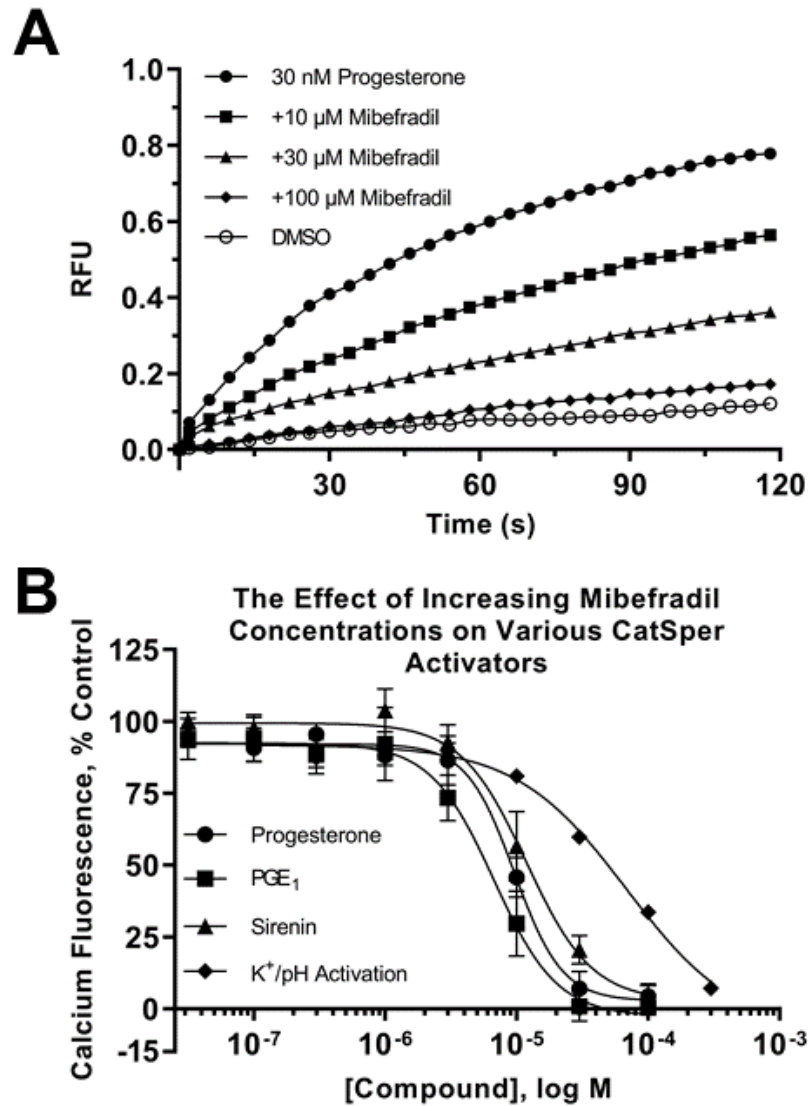 A
1.0
0.8
0.6
0.4
0.2
0.0
RFU
30 nM Progesterone
+10 µM Mibefradil
+30 µM Mibefradil
+100 µM Mibefradil
DMSO
30
60
90
120
Time (s)
B
The Effect of Increasing Mibefradil
Concentrations on Various CatSper
Activators
Calcium Fluorescence, % Control
125
100
75
50
25
0
-15
Progesterone
PGE₁
Sirenin
K⁺/pH Activation
10⁻⁷
10⁻⁶
10⁻⁵
10⁻⁴
10⁻³
[Compound], log M